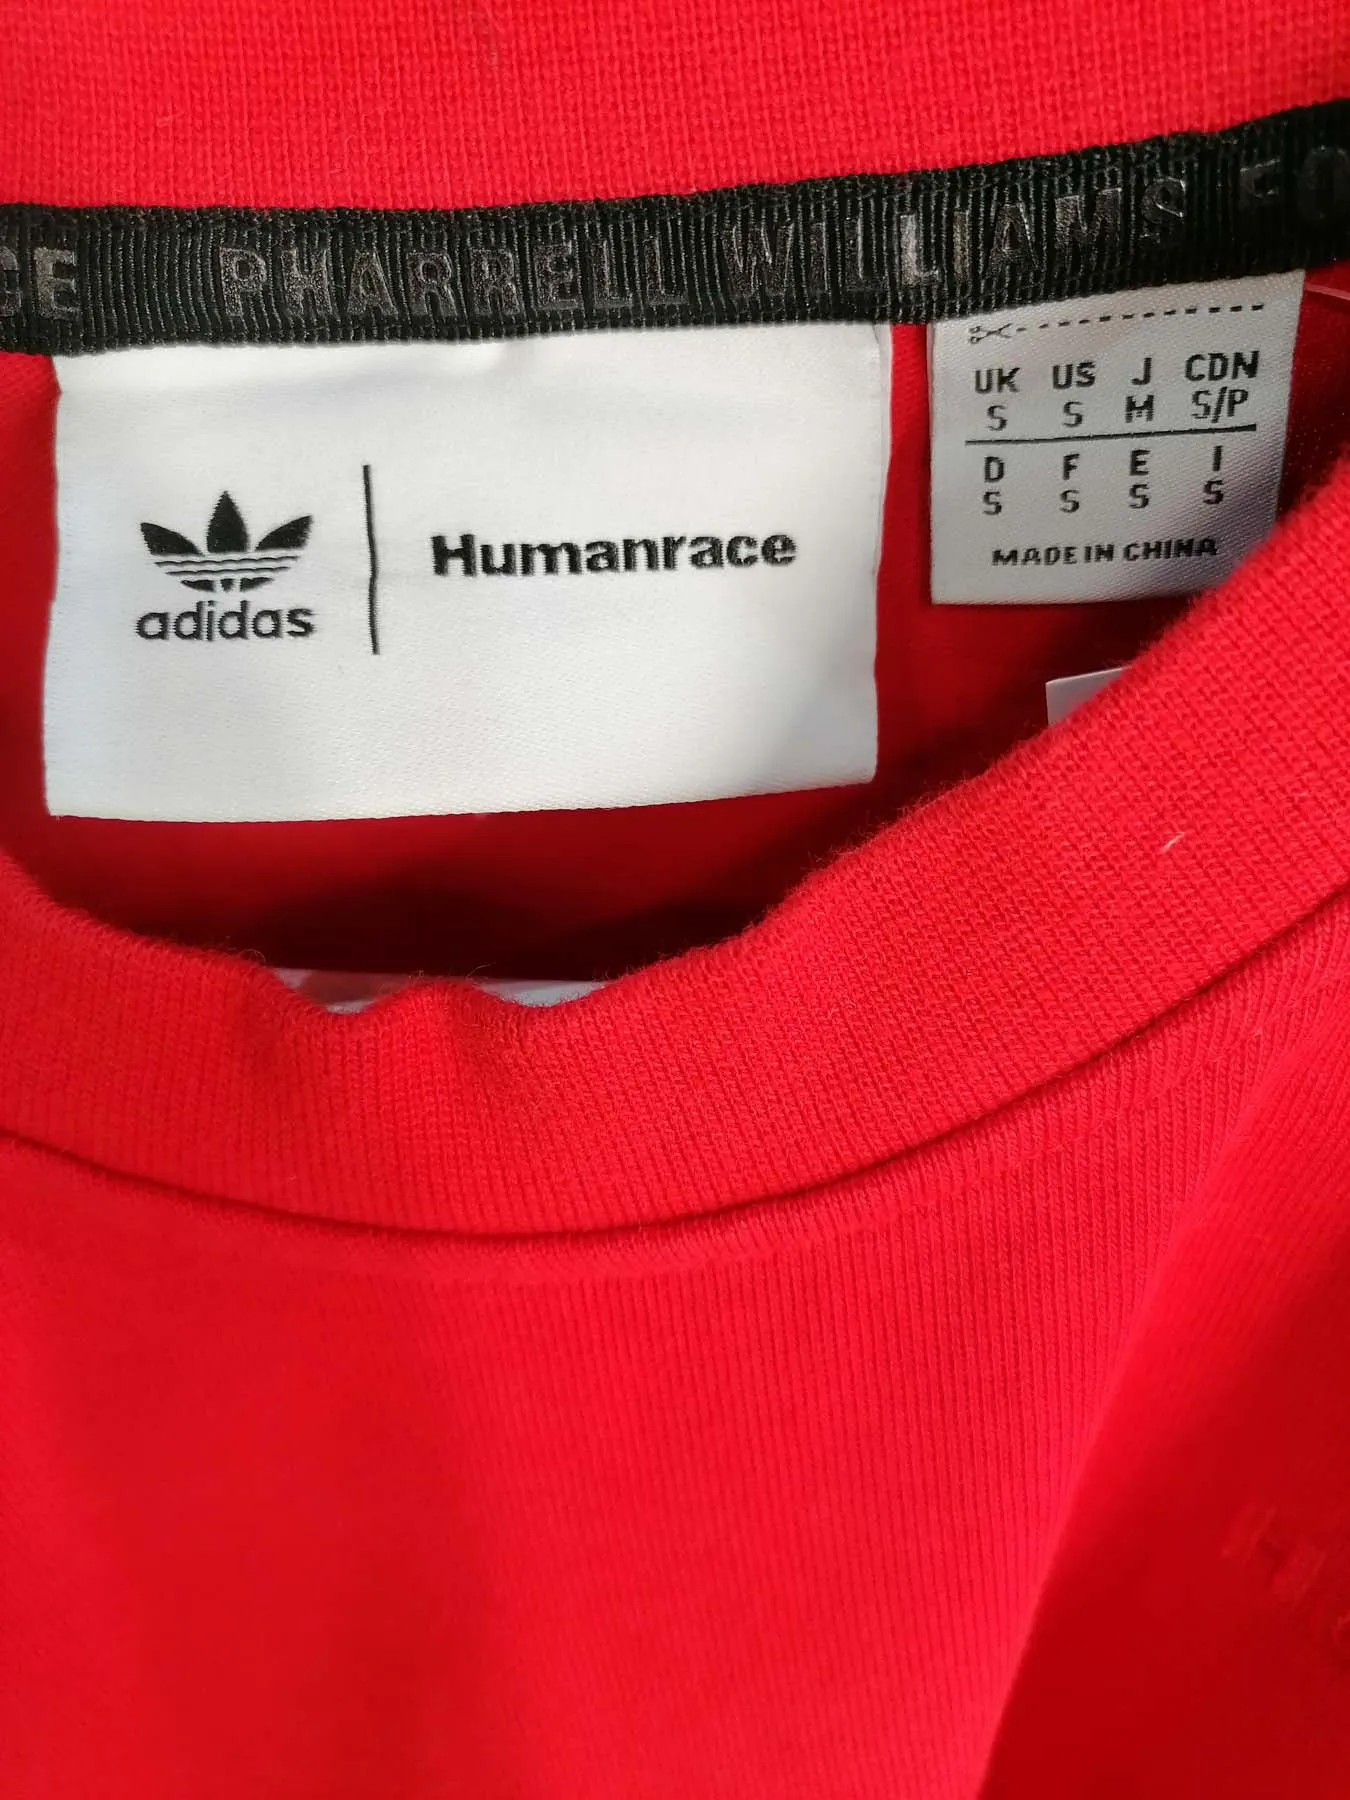 PHARRELL WILLIAMS
adidas
Humanrace
UK US J CDN
S S M S/P
D F E I
S S S S
MADE IN CHINA